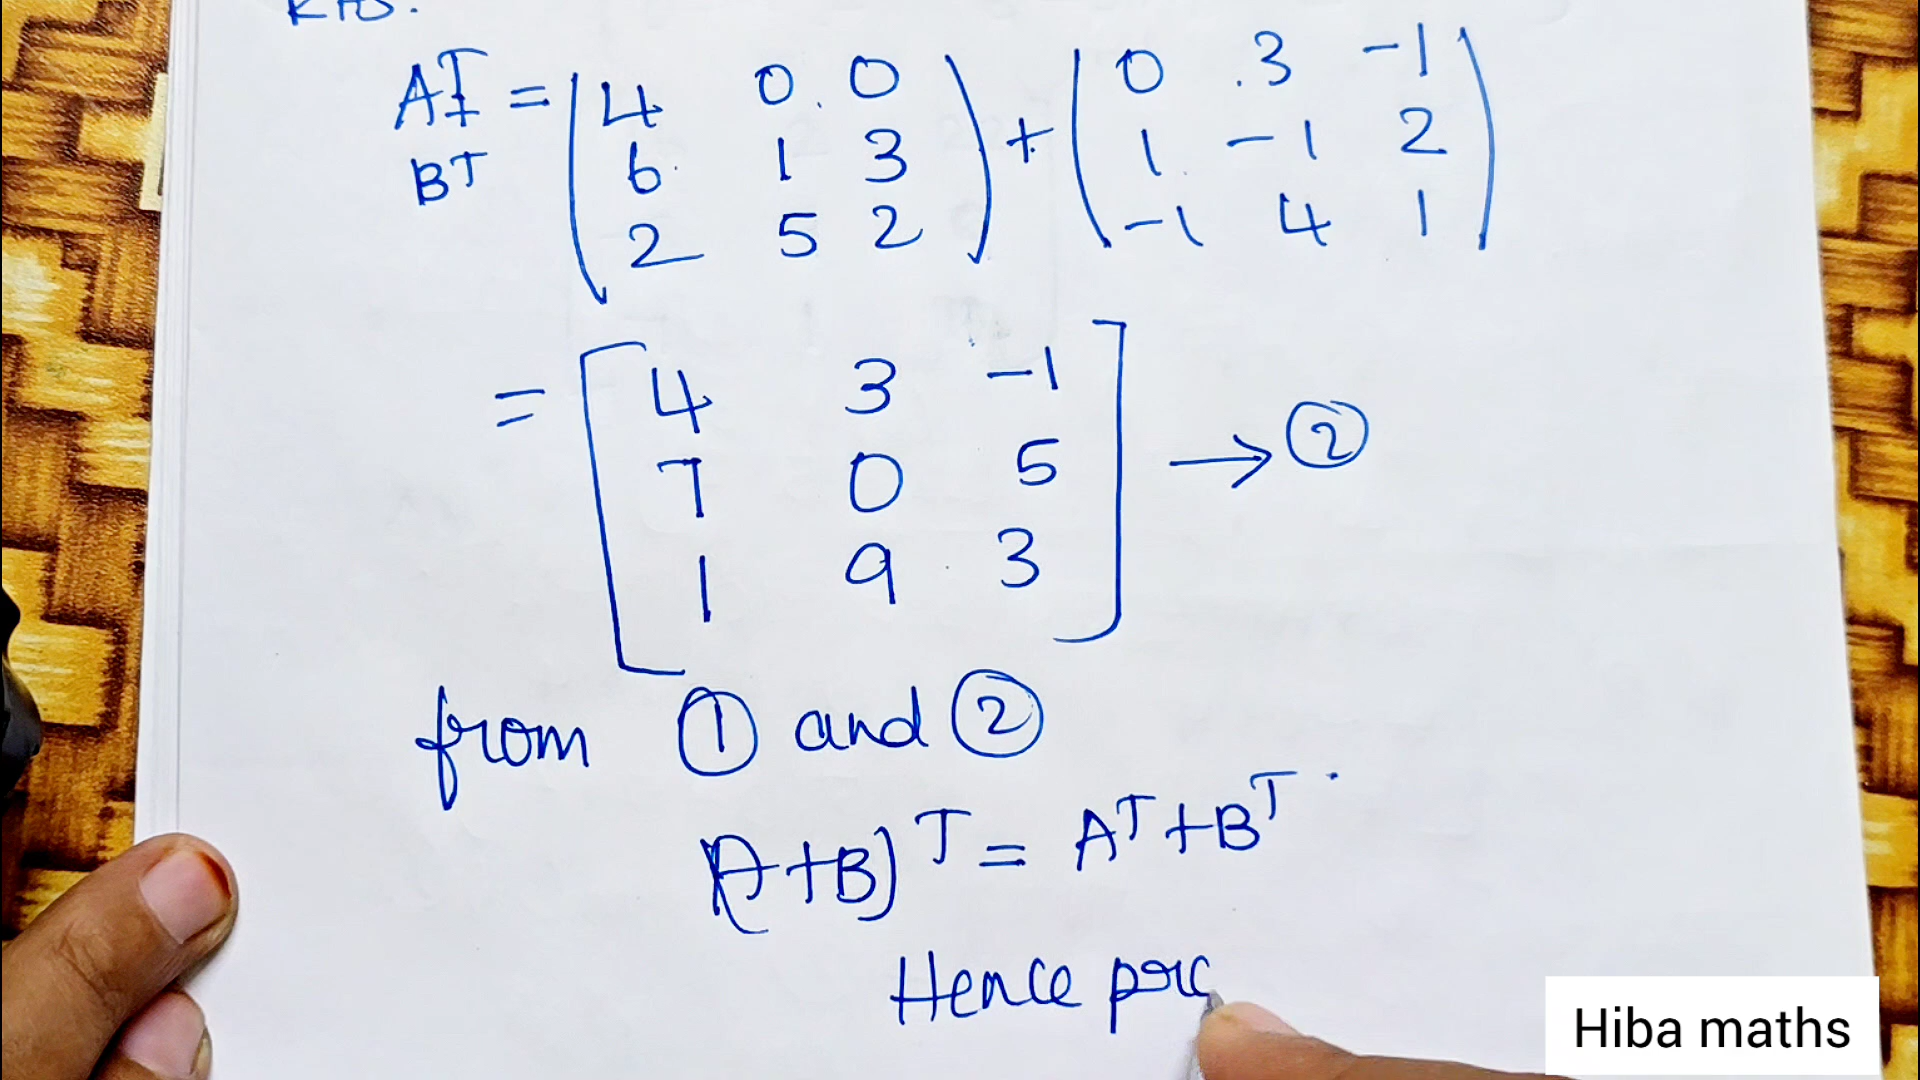 AT = ( 4 0 0 ) + ( 0 3 -1 )
+
BT 6 1 3 1 -1 2
2 5 2 -1 4 1
= [ 4 3 -1 ]
7 0 5 → ②
1 9 3
from ① and ②
(A+B)T = AT+BT.
Hence pro
Hiba maths